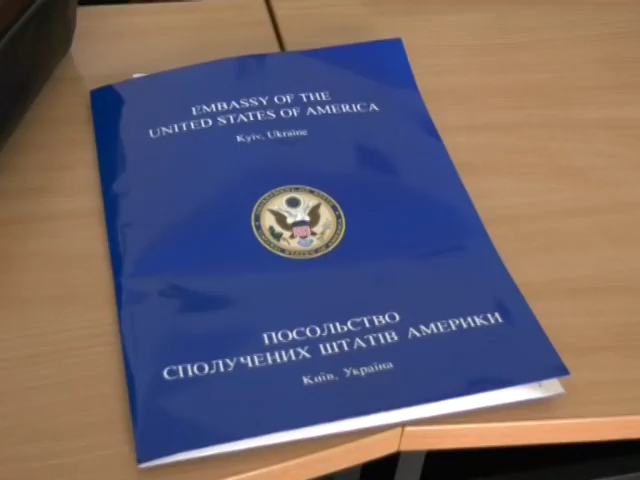 EMBASSY OF THE
UNITED STATES OF AMERICA
Kyiv, Ukraine
ПОСОЛЬСТВО
СПОЛУЧЕНИХ ШТАТІВ АМЕРИКИ
Київ, Україна